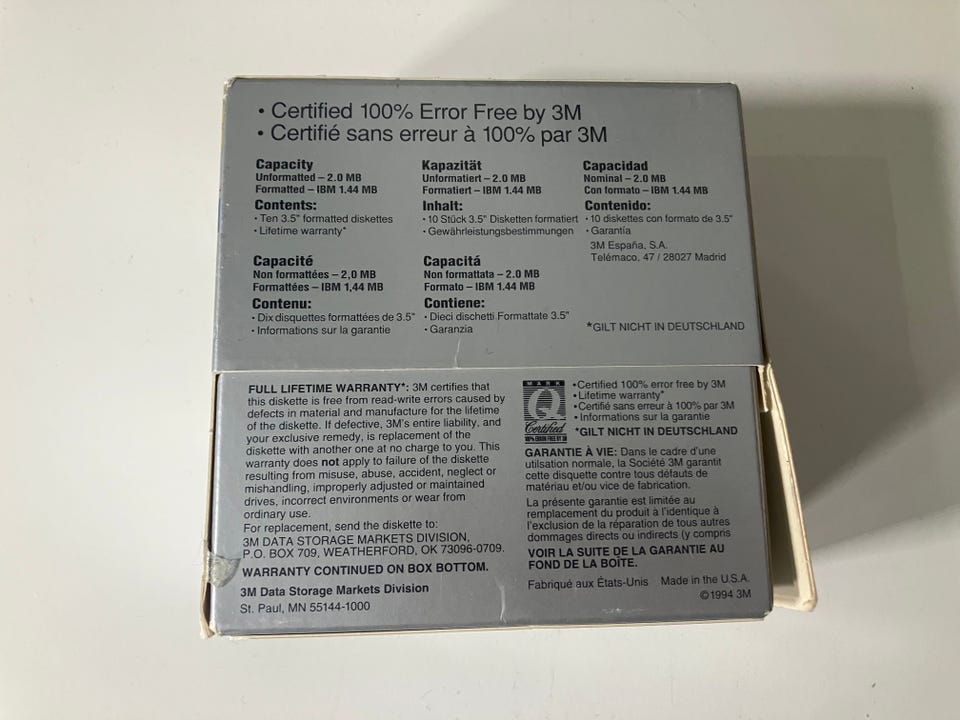 • Certified 100% Error Free by 3M
• Certifié sans erreur à 100% par 3M
Capacity
Unformatted – 2.0 MB
Formatted – IBM 1.44 MB
Contents:
• Ten 3.5" formatted diskettes
• Lifetime warranty*
Kapazität
Unformatiert – 2.0 MB
Formatiert – IBM 1.44 MB
Inhalt:
• 10 Stück 3.5" Disketten formatiert
• Gewährleistungsbestimmungen
Capacidad
Nominal – 2.0 MB
Con formato – IBM 1.44 MB
Contenido:
• 10 diskettes con formato de 3.5"
• Garantía
3M España, S.A.
Telémaco, 47 / 28027 Madrid
Capacité
Non formattées – 2,0 MB
Formattées – IBM 1,44 MB
Contenu:
• Dix disquettes formattées de 3.5"
• Informations sur la garantie
Capacitá
Non formattata – 2.0 MB
Formato – IBM 1.44 MB
Contiene:
• Dieci dischetti Formattate 3.5"
• Garanzia
*GILT NICHT IN DEUTSCHLAND
FULL LIFETIME WARRANTY*: 3M certifies that
this diskette is free from read-write errors caused by
defects in material and manufacture for the lifetime
of the diskette. If defective, 3M's entire liability, and
your exclusive remedy, is replacement of the
diskette with another one at no charge to you. This
warranty does not apply to failure of the diskette
resulting from misuse, abuse, accident, neglect or
mishandling, improperly adjusted or maintained
drives, incorrect environments or wear from
ordinary use.
For replacement, send the diskette to:
3M DATA STORAGE MARKETS DIVISION,
P.O. BOX 709, WEATHERFORD, OK 73096-0709.
WARRANTY CONTINUED ON BOX BOTTOM.
3M Data Storage Markets Division
St. Paul, MN 55144-1000
MARK
Q
Certified
100% ERROR FREE BY 3M
• Certified 100% error free by 3M
• Lifetime warranty*
• Certifié sans erreur à 100% par 3M
• Informations sur la garantie
*GILT NICHT IN DEUTSCHLAND
GARANTIE À VIE: Dans le cadre d'une
utilsation normale, la Société 3M garantit
cette disquette contre tous défauts de
matériau et/ou vice de fabrication.
La présente garantie est limitée au
remplacement du produit à l'identique à
l'exclusion de la réparation de tous autres
dommages directs ou indirects (y compris
VOIR LA SUITE DE LA GARANTIE AU
FOND DE LA BOÎTE.
Fabriqué aux États-Unis Made in the U.S.A.
©1994 3M